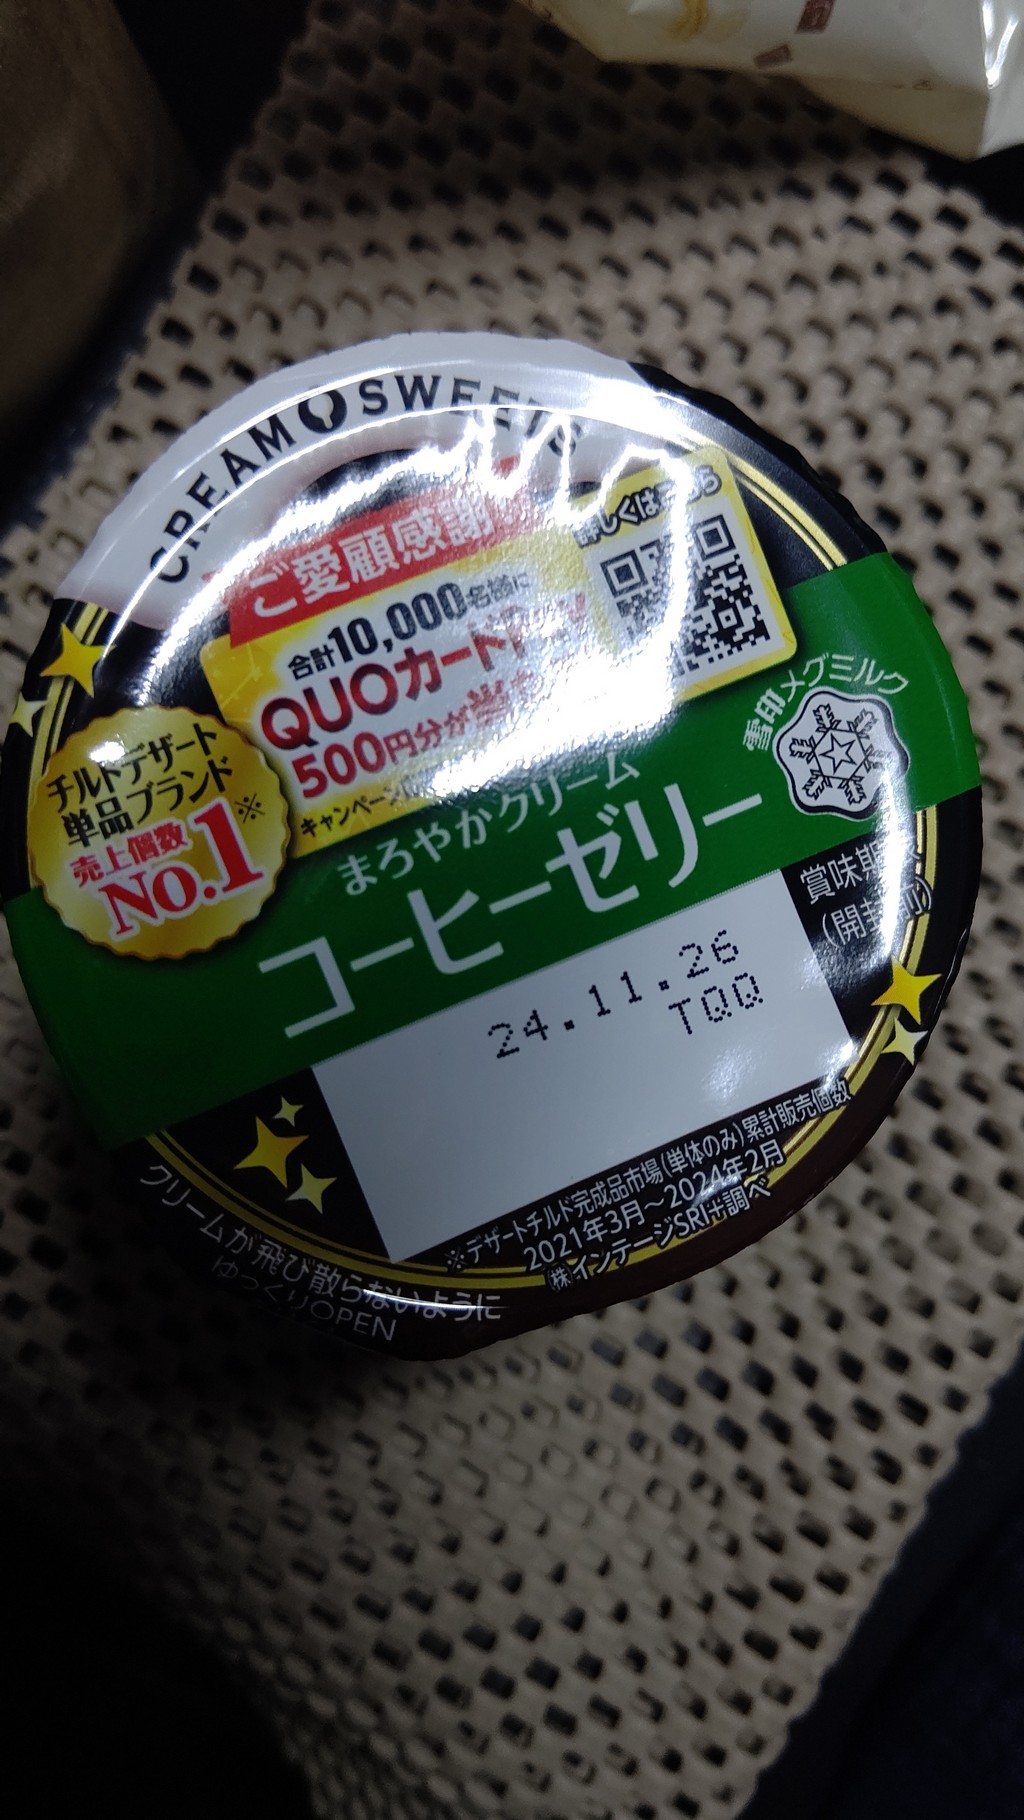 CREAM SWEETS
ご愛顧感謝
詳しくは
合計10,000名様に
QUOカード
500円分が
キャンペーン
チルドデザート
単品ブランド
売上個数※
No.1
雪印メグミルク
まろやかクリーム
コーヒーゼリー
賞味期
(開封
24.11.26
TQQ
※デザートチルド完成品市場(単体のみ)累計販売個数
2021年3月～2024年2月
㈱インテージSRI+調べ
クリームが飛び散らないように
ゆっくりOPEN